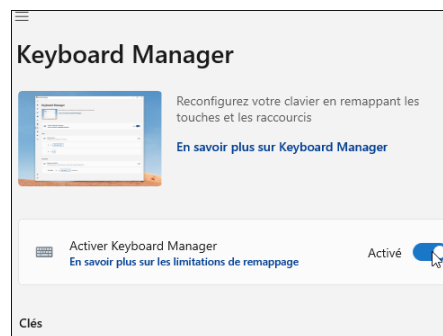 Keyboard Manager
Reconfigurez votre clavier en remappant les
touches et les raccourcis
En savoir plus sur Keyboard Manager
Activer Keyboard Manager
En savoir plus sur les limitations de remappage
Activé
Clés